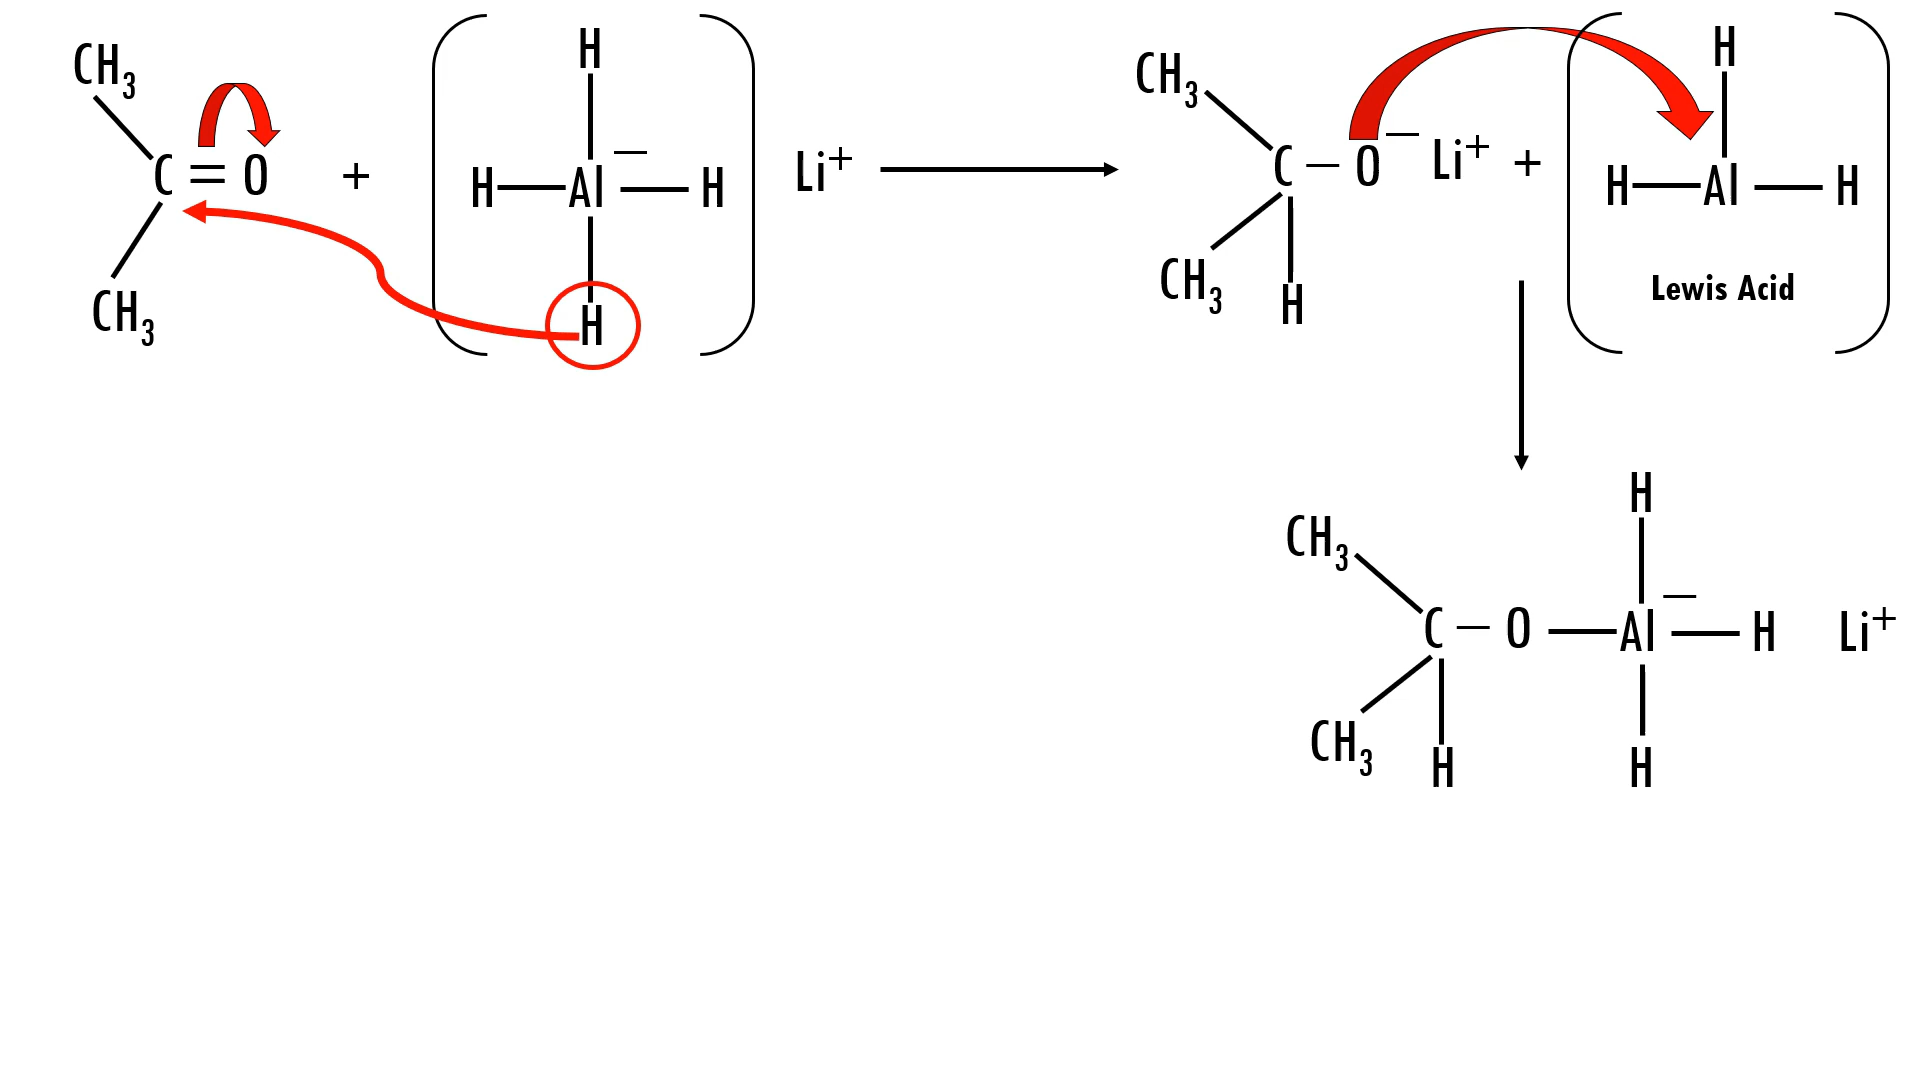 CH3 H CH3 H
C = O + H — Al⁻ — H Li⁺ C — O⁻ Li⁺ + H — Al — H
CH3 H CH3 H Lewis Acid
H
CH3
C — O — Al⁻ — H Li⁺
CH3 H H